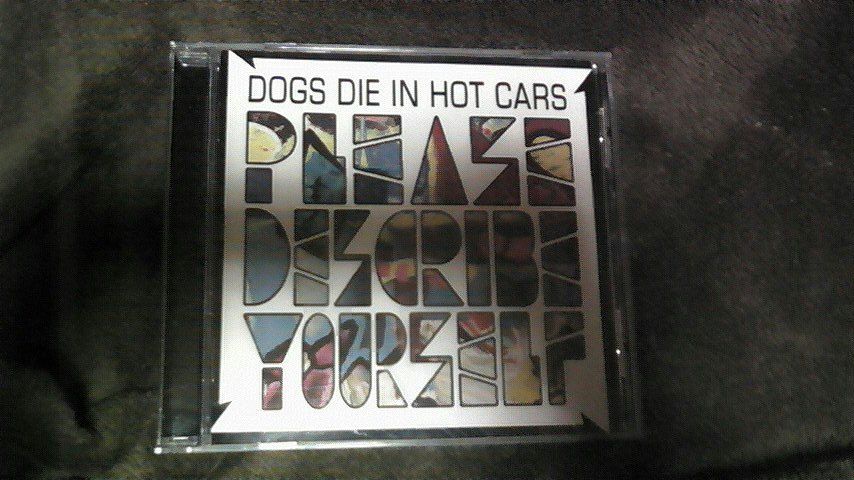 DOGS DIE IN HOT CARS
PLEASE
DESCRIBE
YOURSELF